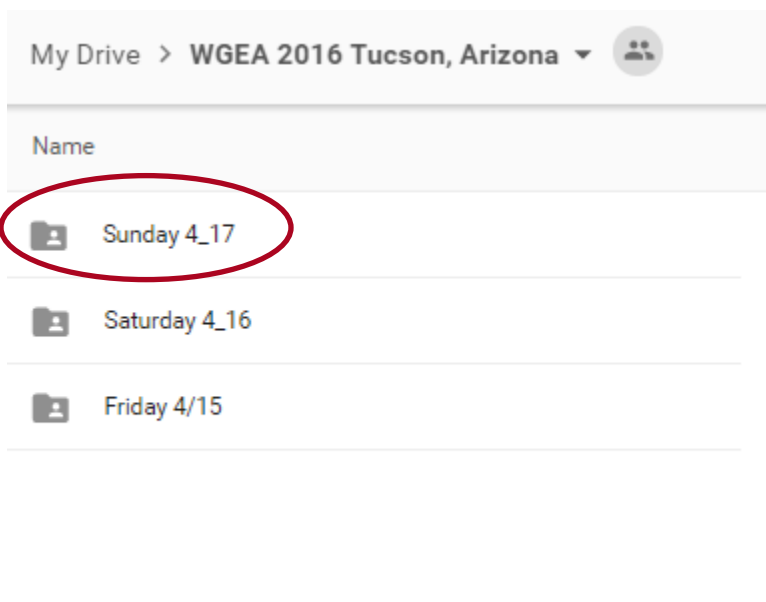 My Drive > WGEA 2016 Tucson, Arizona
Name
Sunday 4_17
Saturday 4_16
Friday 4/15